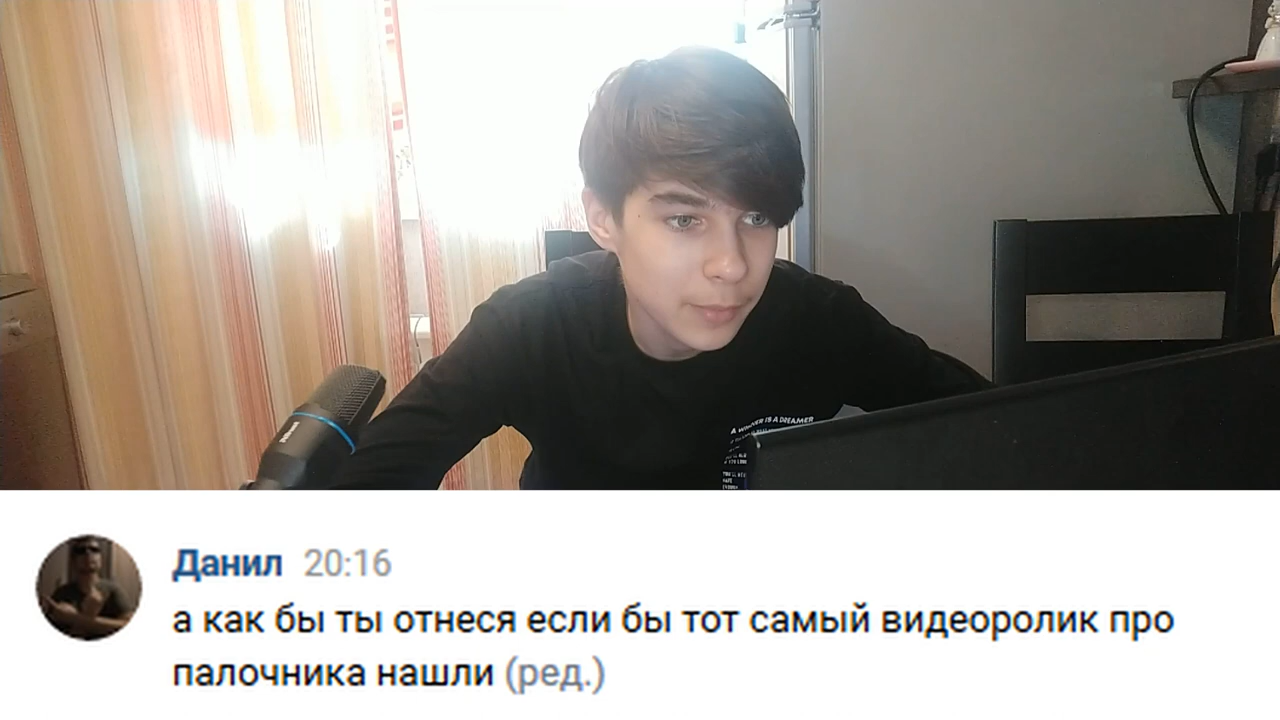 A WINNER IS A DREAMER
Данил 20:16
а как бы ты отнеся если бы тот самый видеоролик про
палочника нашли (ред.)